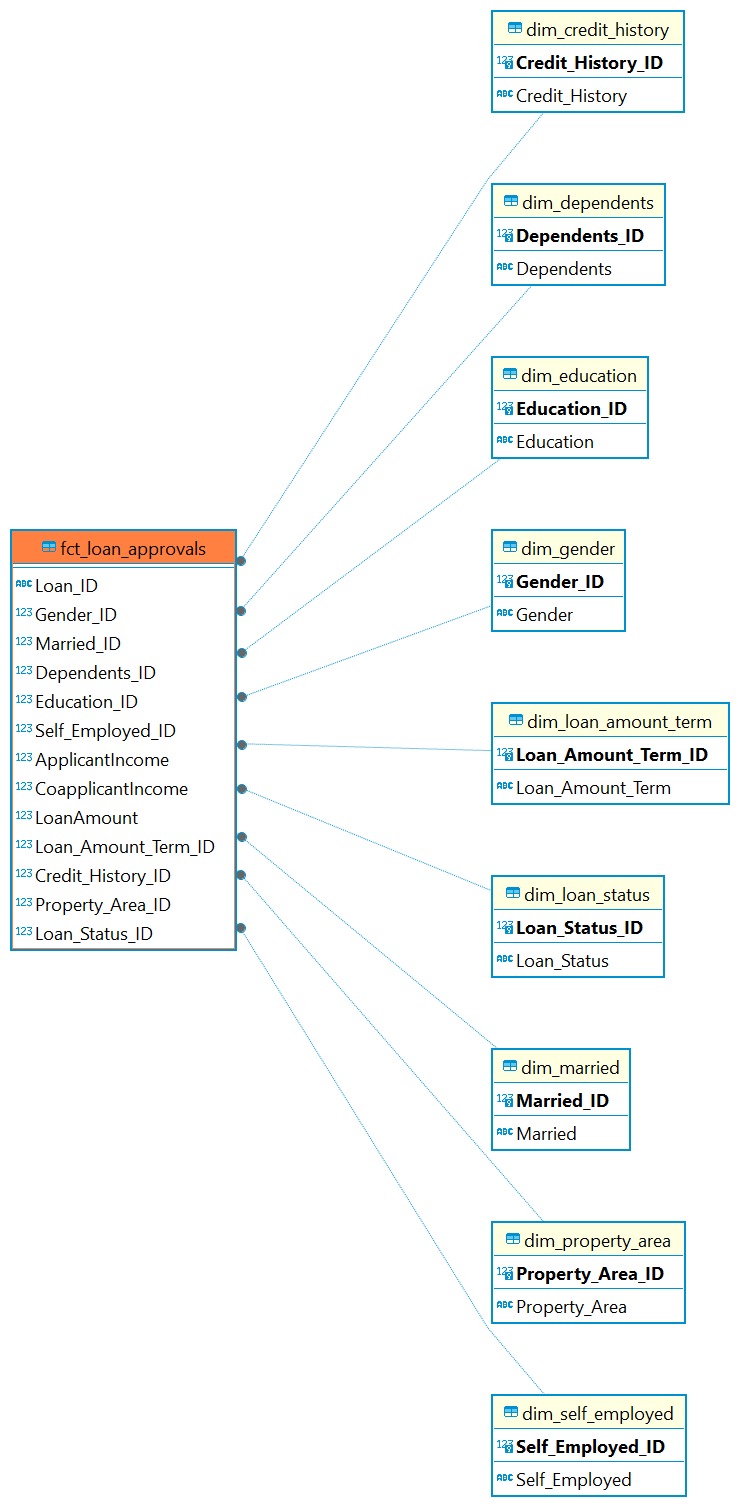 dim_credit_history
123 Credit_History_ID
ABC Credit_History
dim_dependents
123 Dependents_ID
ABC Dependents
dim_education
123 Education_ID
ABC Education
fct_loan_approvals
ABC Loan_ID
123 Gender_ID
123 Married_ID
123 Dependents_ID
123 Education_ID
123 Self_Employed_ID
123 ApplicantIncome
123 CoapplicantIncome
123 LoanAmount
123 Loan_Amount_Term_ID
123 Credit_History_ID
123 Property_Area_ID
123 Loan_Status_ID
dim_gender
123 Gender_ID
ABC Gender
dim_loan_amount_term
123 Loan_Amount_Term_ID
ABC Loan_Amount_Term
dim_loan_status
123 Loan_Status_ID
ABC Loan_Status
dim_married
123 Married_ID
ABC Married
dim_property_area
123 Property_Area_ID
ABC Property_Area
dim_self_employed
123 Self_Employed_ID
ABC Self_Employed